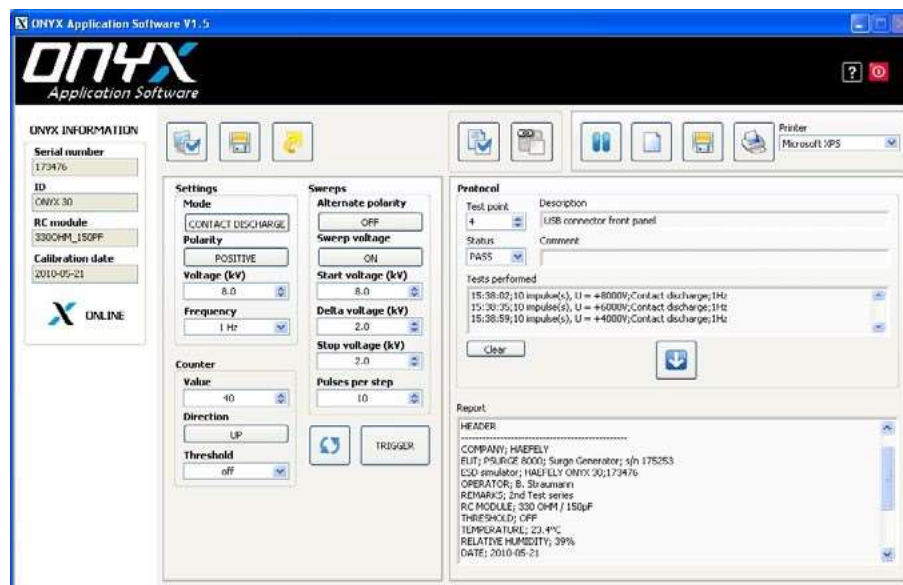 ONYX Application Software V1.5
ONYX
Application Software
?
ONYX INFORMATION
Serial number
173476
ID
ONYX 30
RC module
330OHM_150PF
Calibration date
2010-05-21
ONLINE
Settings
Mode
CONTACT DISCHARGE
Polarity
POSITIVE
Voltage (kV)
8.0
Frequency
1 Hz
Counter
Value
40
Direction
UP
Threshold
off
Sweeps
Alternate polarity
OFF
Sweep voltage
ON
Start voltage (kV)
8.0
Delta voltage (kV)
2.0
Stop voltage (kV)
2.0
Pulses per step
10
TRIGGER
Printer
Microsoft XPS
Protocol
Test point
4
Description
USB connector front panel
Status
PASS
Comment
Tests performed
15:38:02;10 impulse(s), U = +8000V;Contact discharge;1Hz
15:38:35;10 impulse(s), U = +6000V;Contact discharge;1Hz
15:38:59;10 impulse(s), U = +4000V;Contact discharge;1Hz
Clear
Report
HEADER
------------------------------------------------
COMPANY; HAEFELY
EUT; PSURGE 8000; Surge Generator; s/n 175253
ESD simulator; HAEFELY ONYX 30;173476
OPERATOR; B. Straumann
REMARKS; 2nd Test series
RC MODULE; 330 OHM / 150pF
THRESHOLD; OFF
TEMPERATURE; 23.4°C
RELATIVE HUMIDITY; 39%
DATE; 2010-05-21